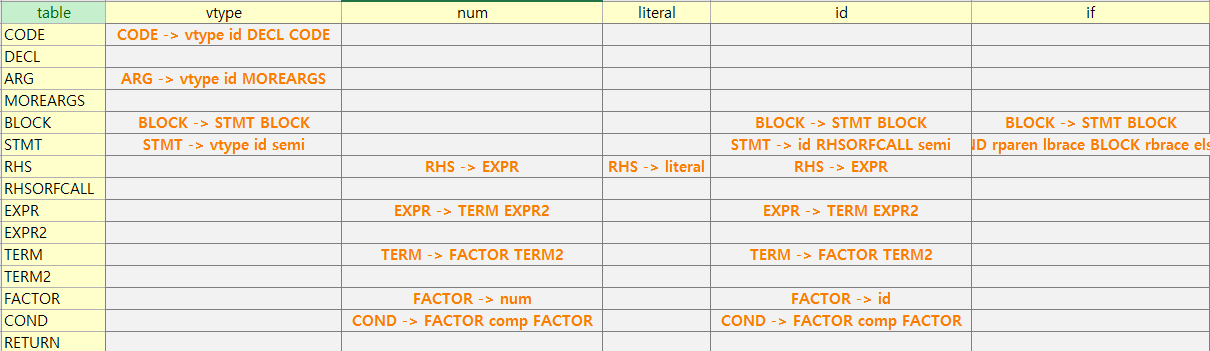 table vtype num literal id if
CODE CODE -> vtype id DECL CODE
DECL
ARG ARG -> vtype id MOREARGS
MOREARGS
BLOCK BLOCK -> STMT BLOCK BLOCK -> STMT BLOCK BLOCK -> STMT BLOCK
STMT STMT -> vtype id semi STMT -> id RHSORFCALL semi ND rparen lbrace BLOCK rbrace els
RHS RHS -> EXPR RHS -> literal RHS -> EXPR
RHSORFCALL
EXPR EXPR -> TERM EXPR2 EXPR -> TERM EXPR2
EXPR2
TERM TERM -> FACTOR TERM2 TERM -> FACTOR TERM2
TERM2
FACTOR FACTOR -> num FACTOR -> id
COND COND -> FACTOR comp FACTOR COND -> FACTOR comp FACTOR
RETURN